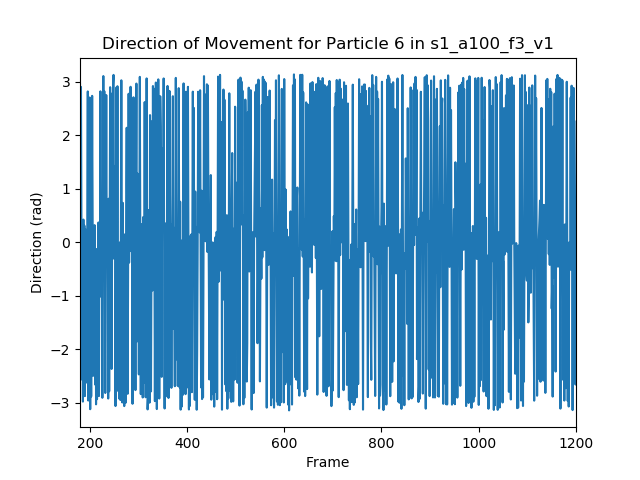 Direction of Movement for Particle 6 in s1_a100_f3_v1
3
2
1
0
−1
−2
−3
Direction (rad)
200 400 600 800 1000 1200
Frame